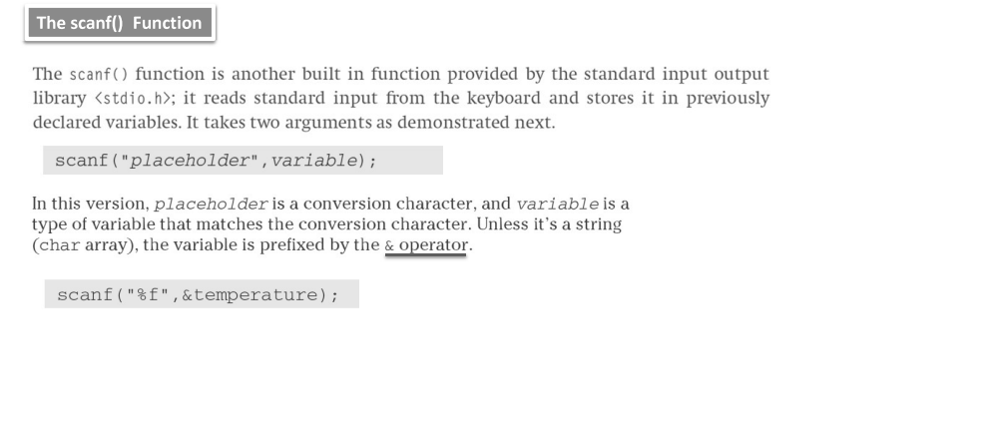 The scanf() Function
The scanf() function is another built in function provided by the standard input output
library <stdio.h>; it reads standard input from the keyboard and stores it in previously
declared variables. It takes two arguments as demonstrated next.
scanf("placeholder",variable);
In this version, placeholder is a conversion character, and variable is a
type of variable that matches the conversion character. Unless it's a string
(char array), the variable is prefixed by the & operator.
scanf("%f",&temperature);